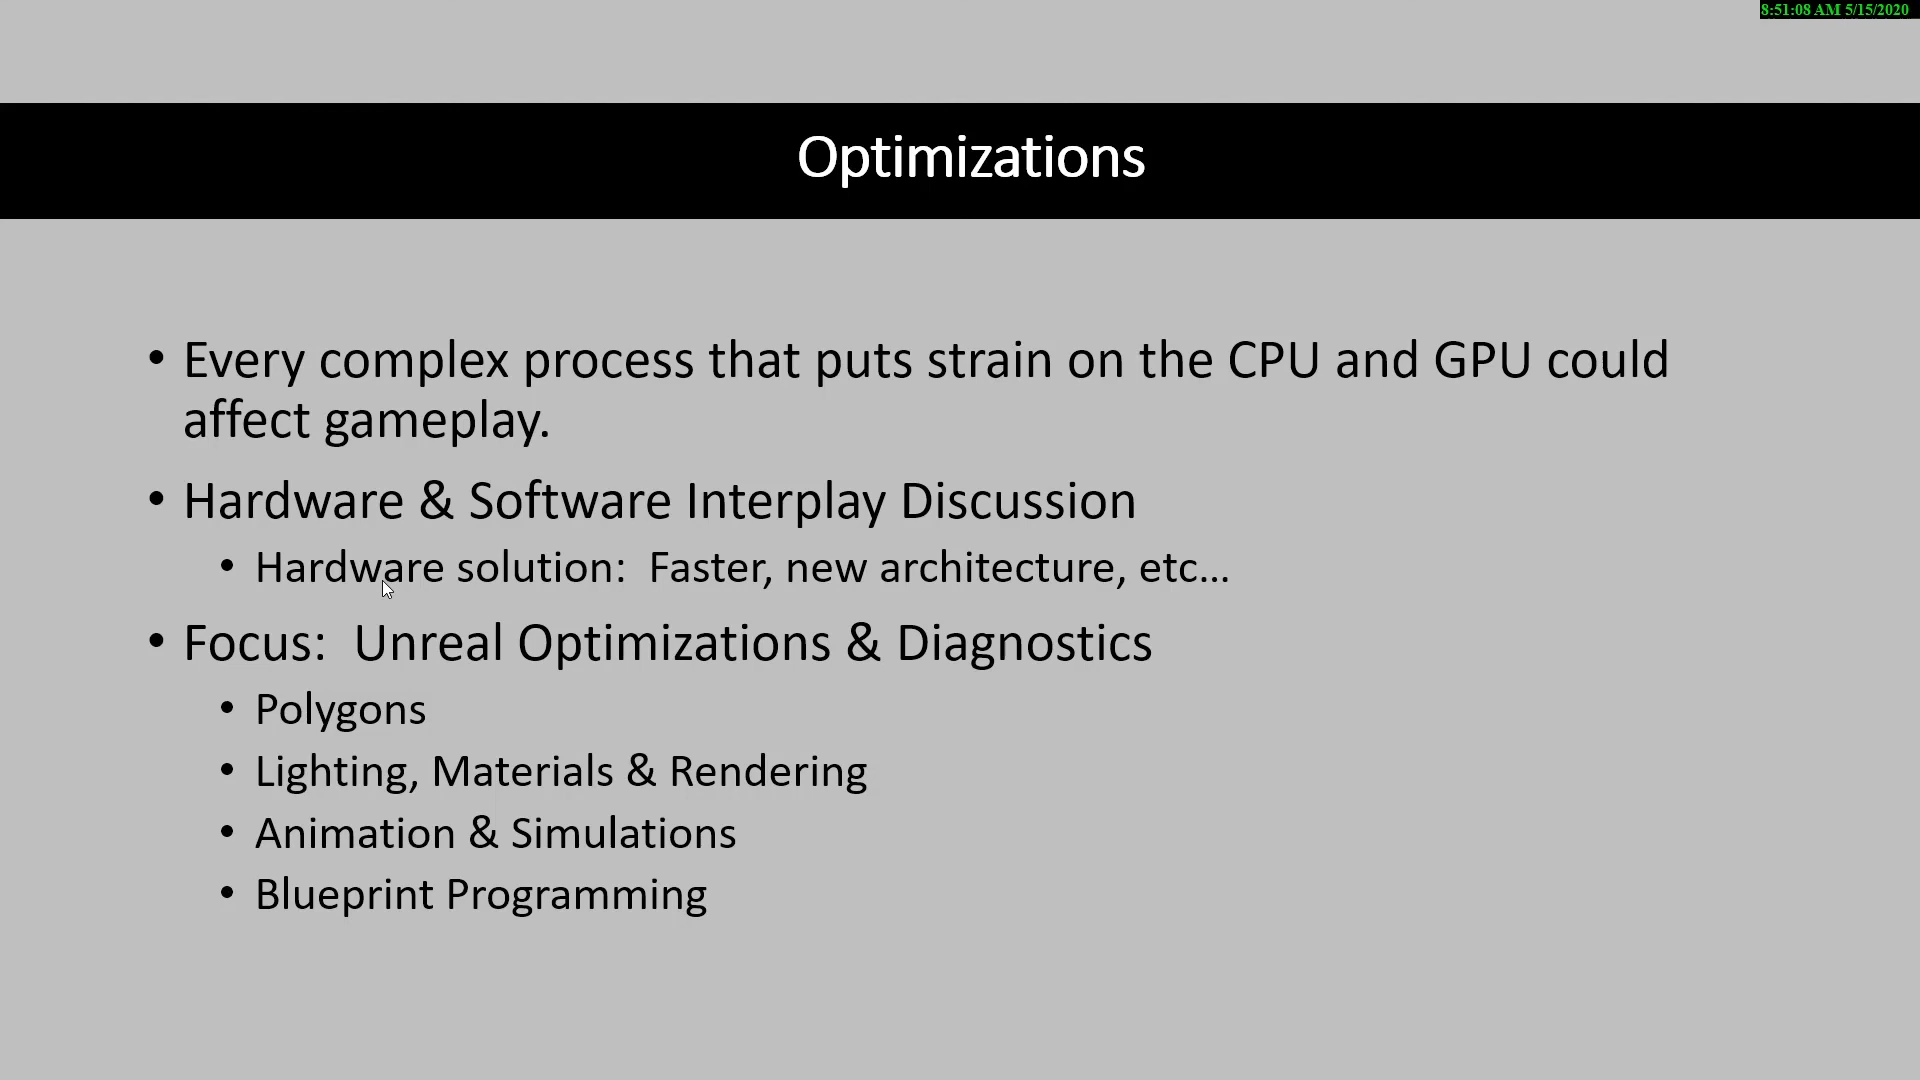 8:51:08 AM 5/15/2020
Optimizations
• Every complex process that puts strain on the CPU and GPU could
affect gameplay.
• Hardware & Software Interplay Discussion
• Hardware solution:  Faster, new architecture, etc...
• Focus:  Unreal Optimizations & Diagnostics
• Polygons
• Lighting, Materials & Rendering
• Animation & Simulations
• Blueprint Programming